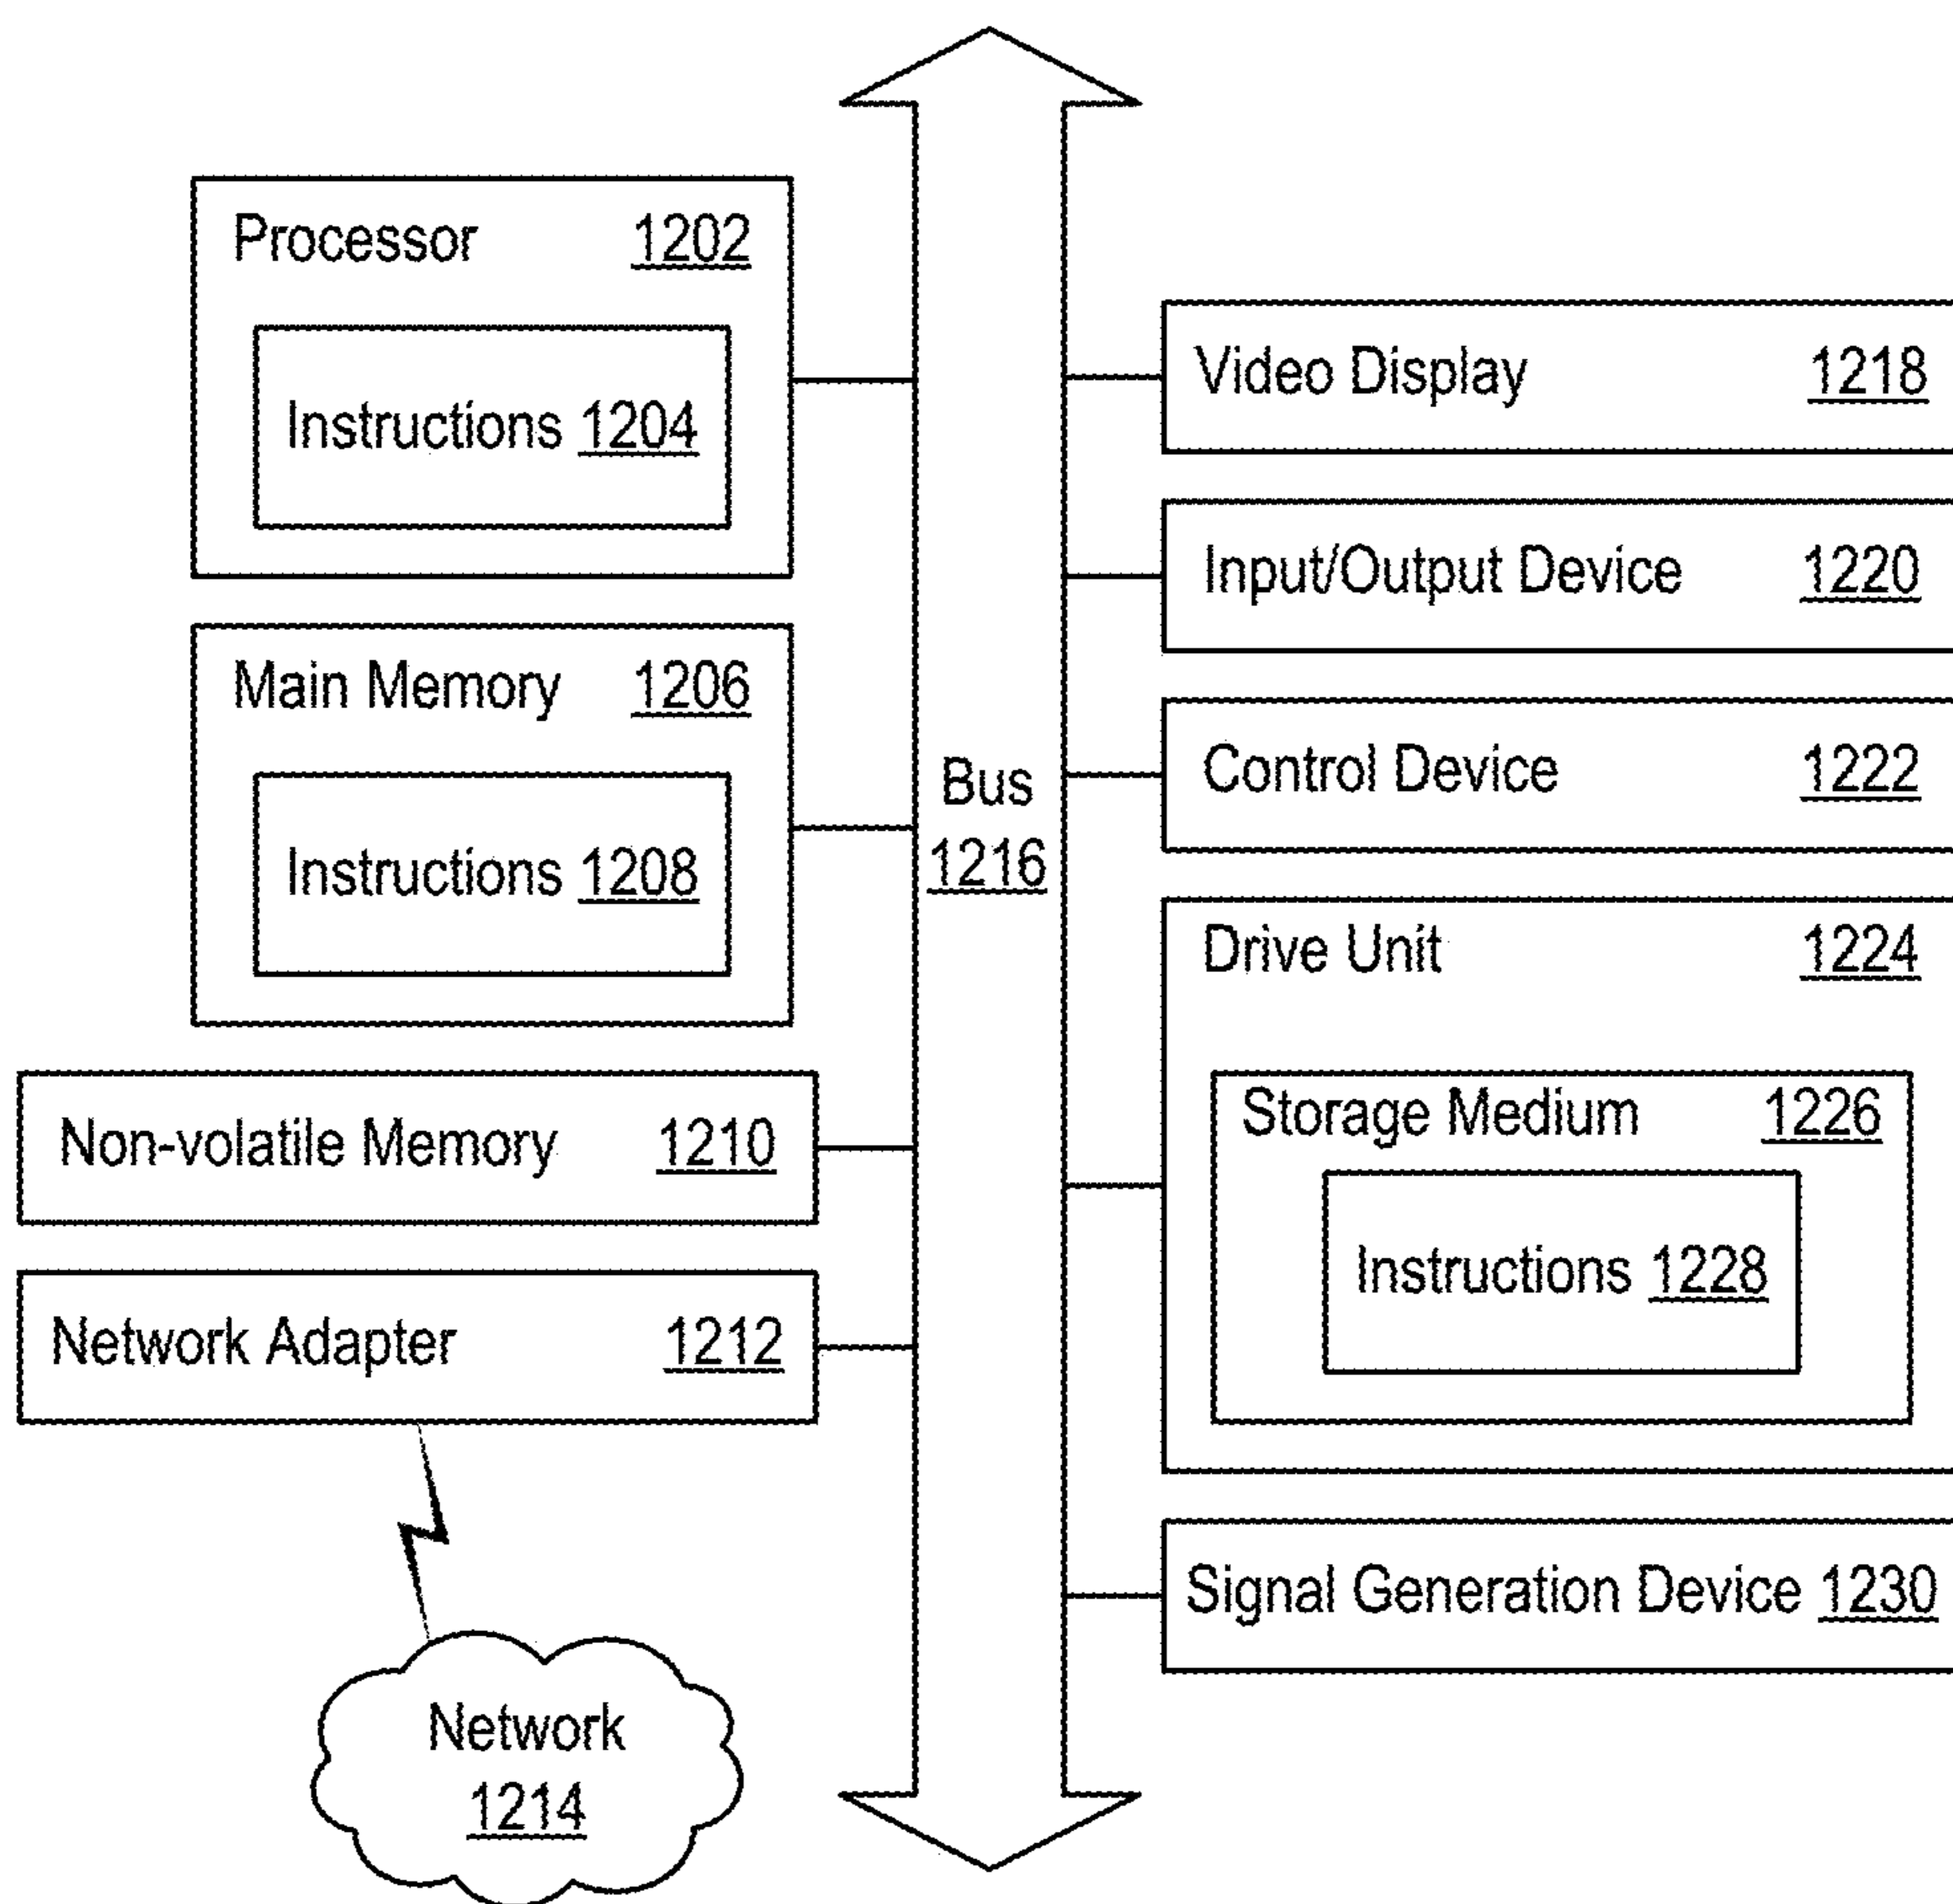 Processor 1202
Instructions 1204
Main Memory 1206
Instructions 1208
Non-volatile Memory 1210
Network Adapter 1212
Network
1214
Bus
1216
Video Display 1218
Input/Output Device 1220
Control Device 1222
Drive Unit 1224
Storage Medium 1226
Instructions 1228
Signal Generation Device 1230